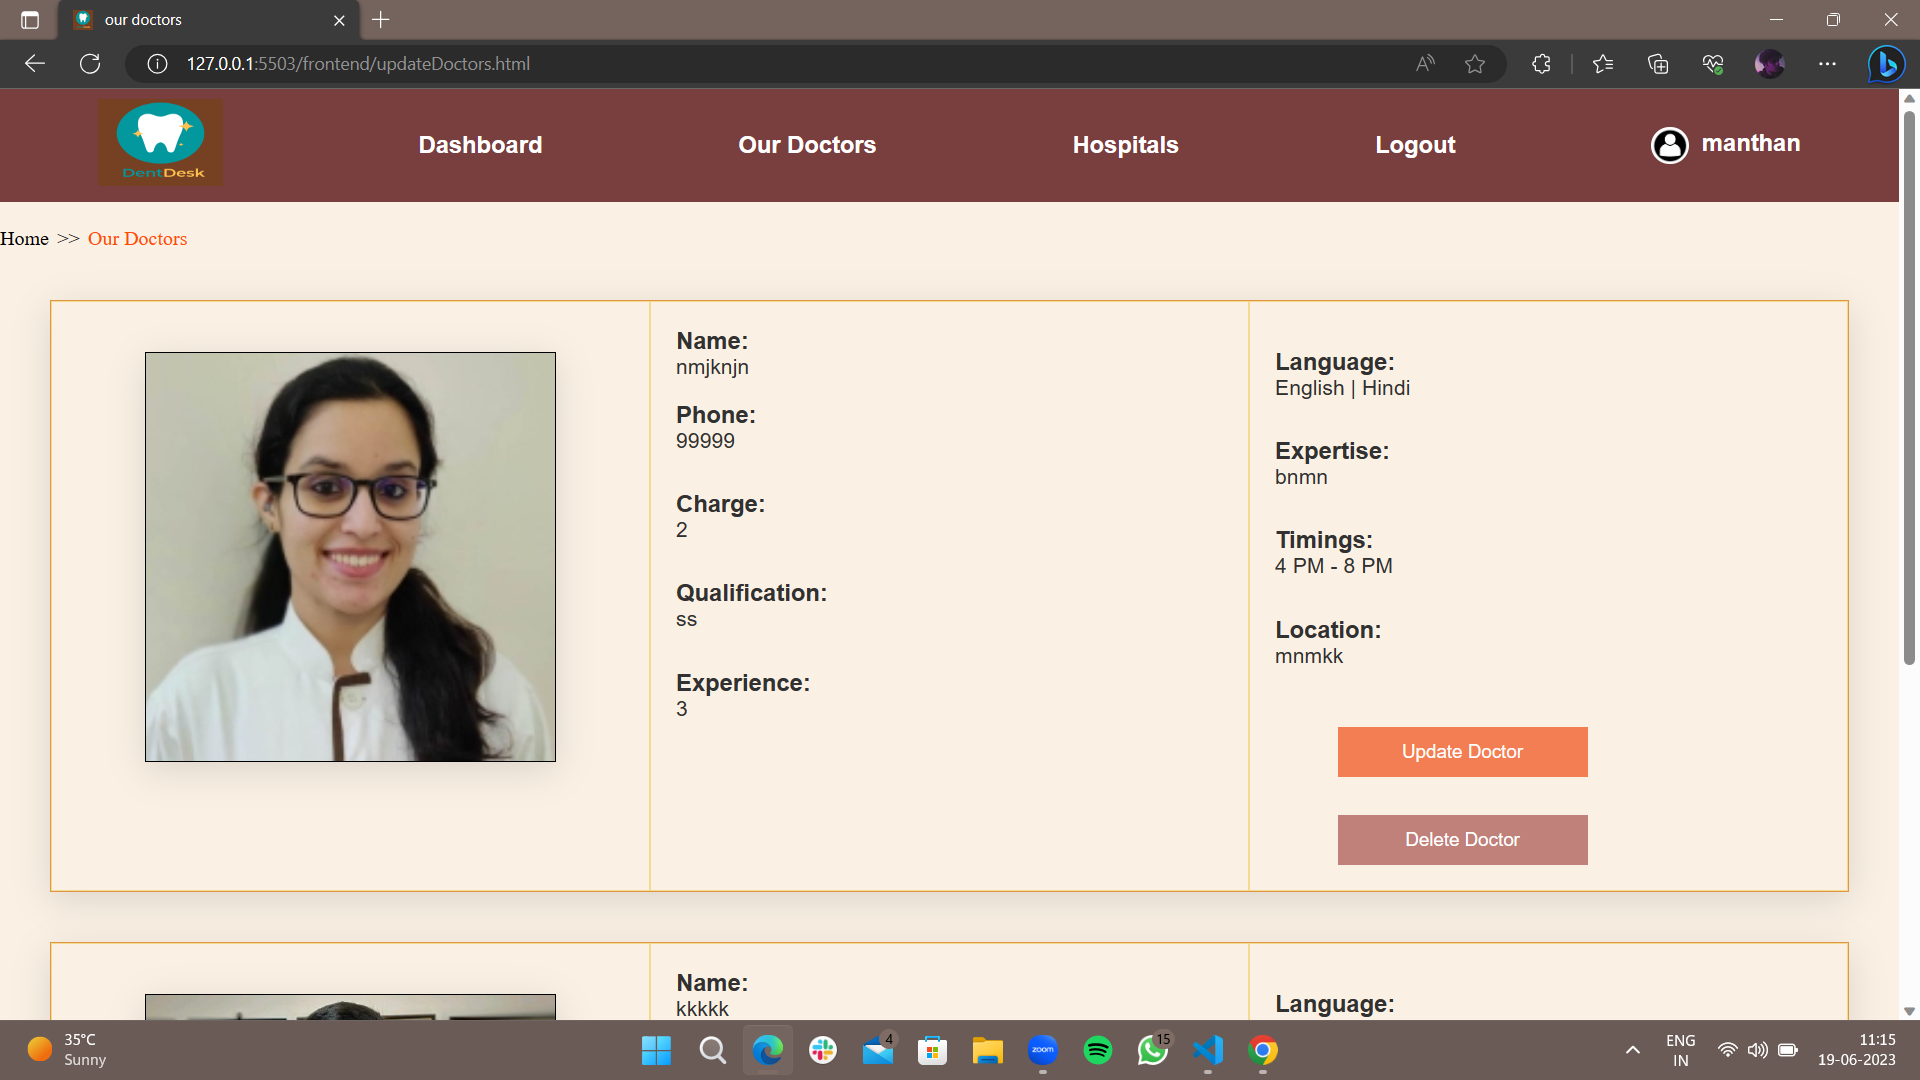 our doctors
127.0.0.1:5503/frontend/updateDoctors.html
DentDesk
Dashboard
Our Doctors
Hospitals
Logout
manthan
Home >> Our Doctors
Name:
nmjknjn
Phone:
99999
Charge:
2
Qualification:
ss
Experience:
3
Language:
English | Hindi
Expertise:
bnmn
Timings:
4 PM - 8 PM
Location:
mnmkk
Update Doctor
Delete Doctor
Name:
kkkkk
Language:
35°C
Sunny
4
zoom
15
ENG
IN
11:15
19-06-2023